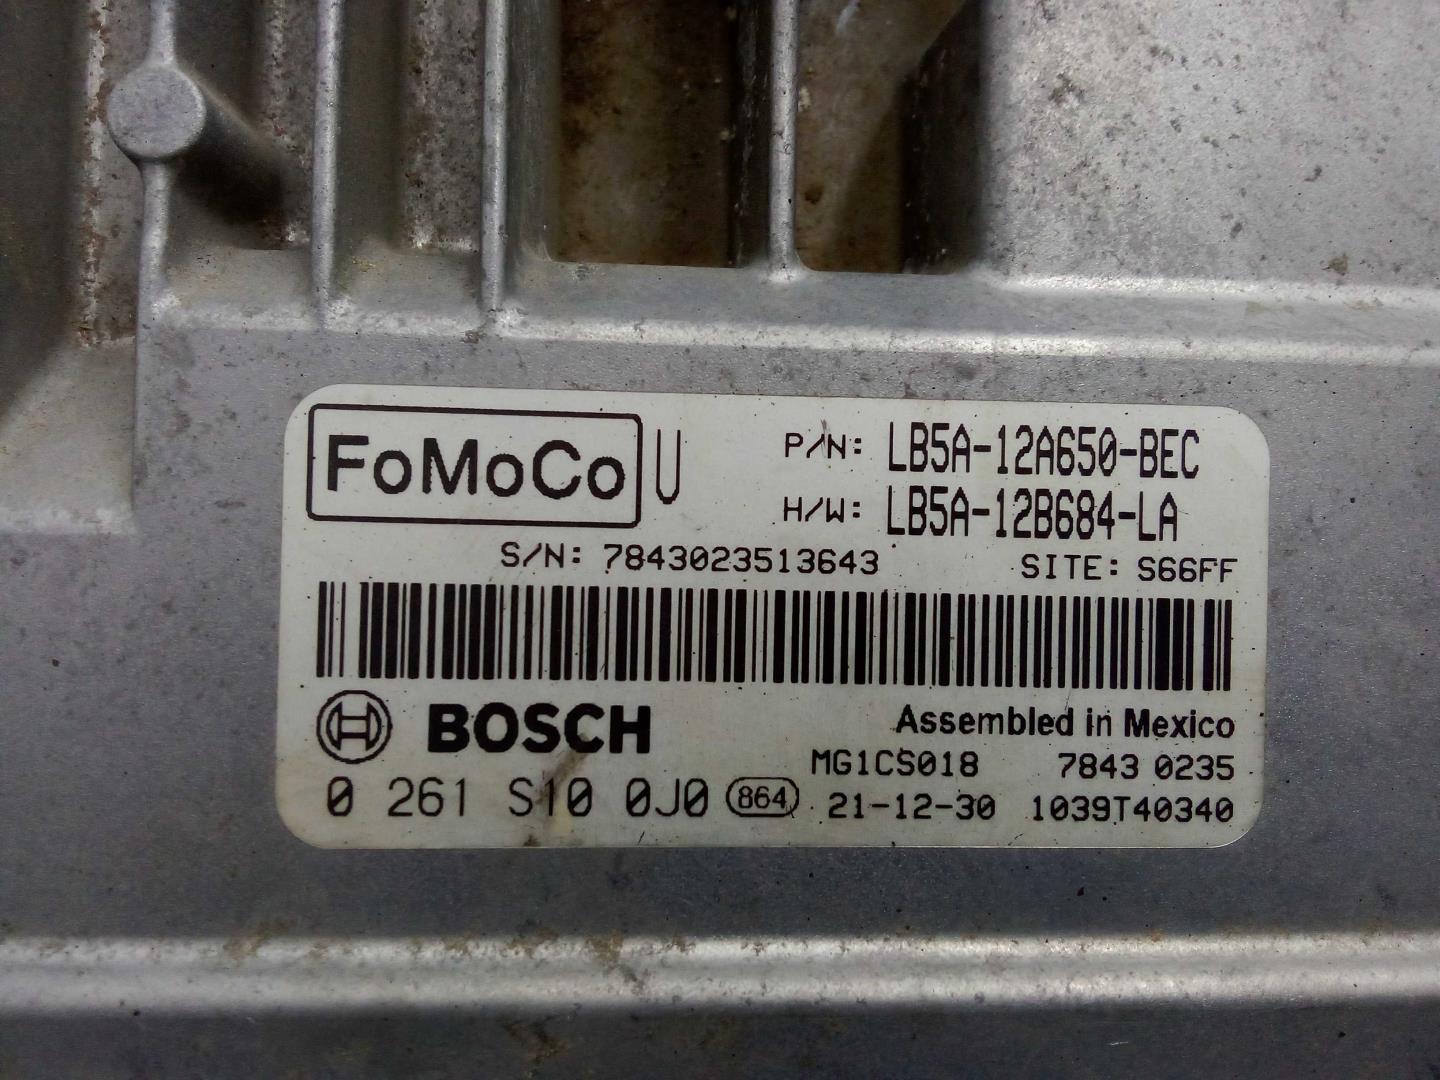 FoMoCo U P/N: LB5A-12A650-BEC
H/W: LB5A-12B684-LA
S/N: 7843023513643 SITE: S66FF
BOSCH Assembled in Mexico
MG1CS018 7843 0235
0 261 S10 0J0 864 21-12-30 1039T40340